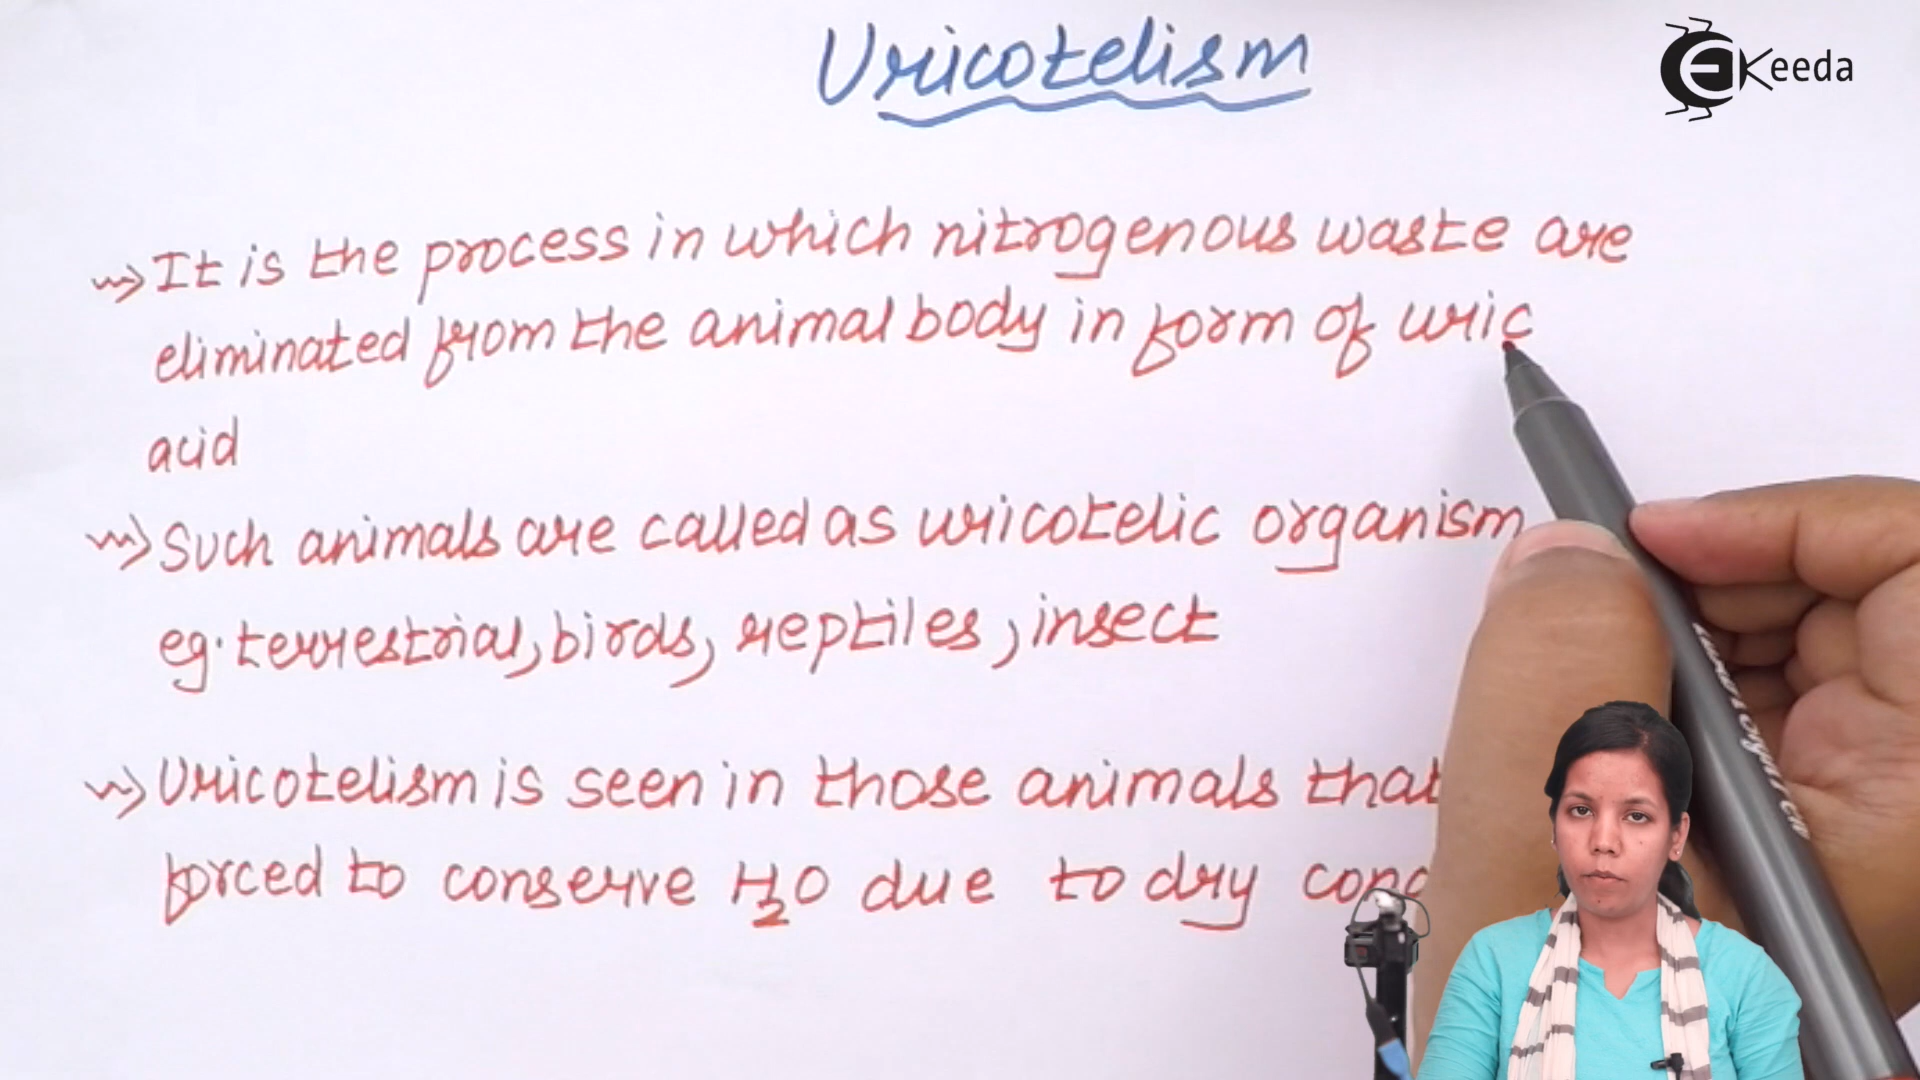 Uricotelism
EKeeda
It is the process in which nitrogenous waste are
eliminated from the animal body in form of uric
acid
Such animals are called as uricotelic organism
eg. terrestrial, birds, reptiles, insect
Uricotelism is seen in those animals that
forced to conserve H2O due to dry